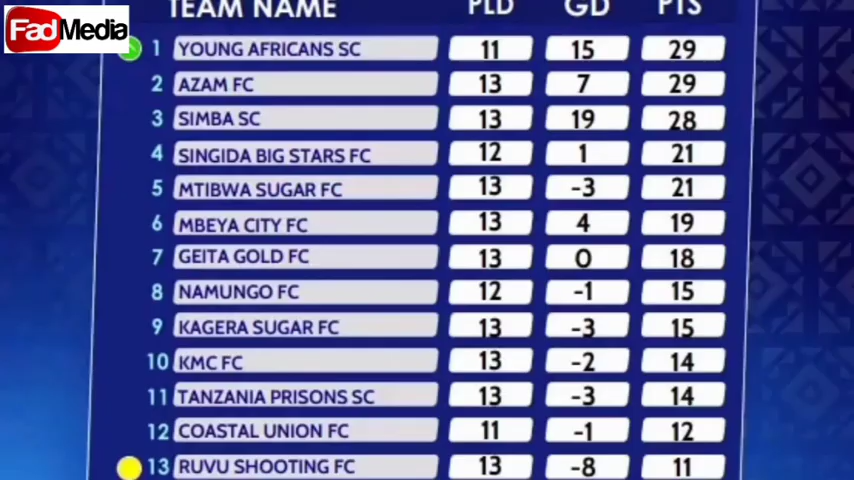 FadMedia
TEAM NAME PLD GD PTS
1 YOUNG AFRICANS SC 11 15 29
2 AZAM FC 13 7 29
3 SIMBA SC 13 19 28
4 SINGIDA BIG STARS FC 12 1 21
5 MTIBWA SUGAR FC 13 -3 21
6 MBEYA CITY FC 13 4 19
7 GEITA GOLD FC 13 0 18
8 NAMUNGO FC 12 -1 15
9 KAGERA SUGAR FC 13 -3 15
10 KMC FC 13 -2 14
11 TANZANIA PRISONS SC 13 -3 14
12 COASTAL UNION FC 11 -1 12
13 RUVU SHOOTING FC 13 -8 11